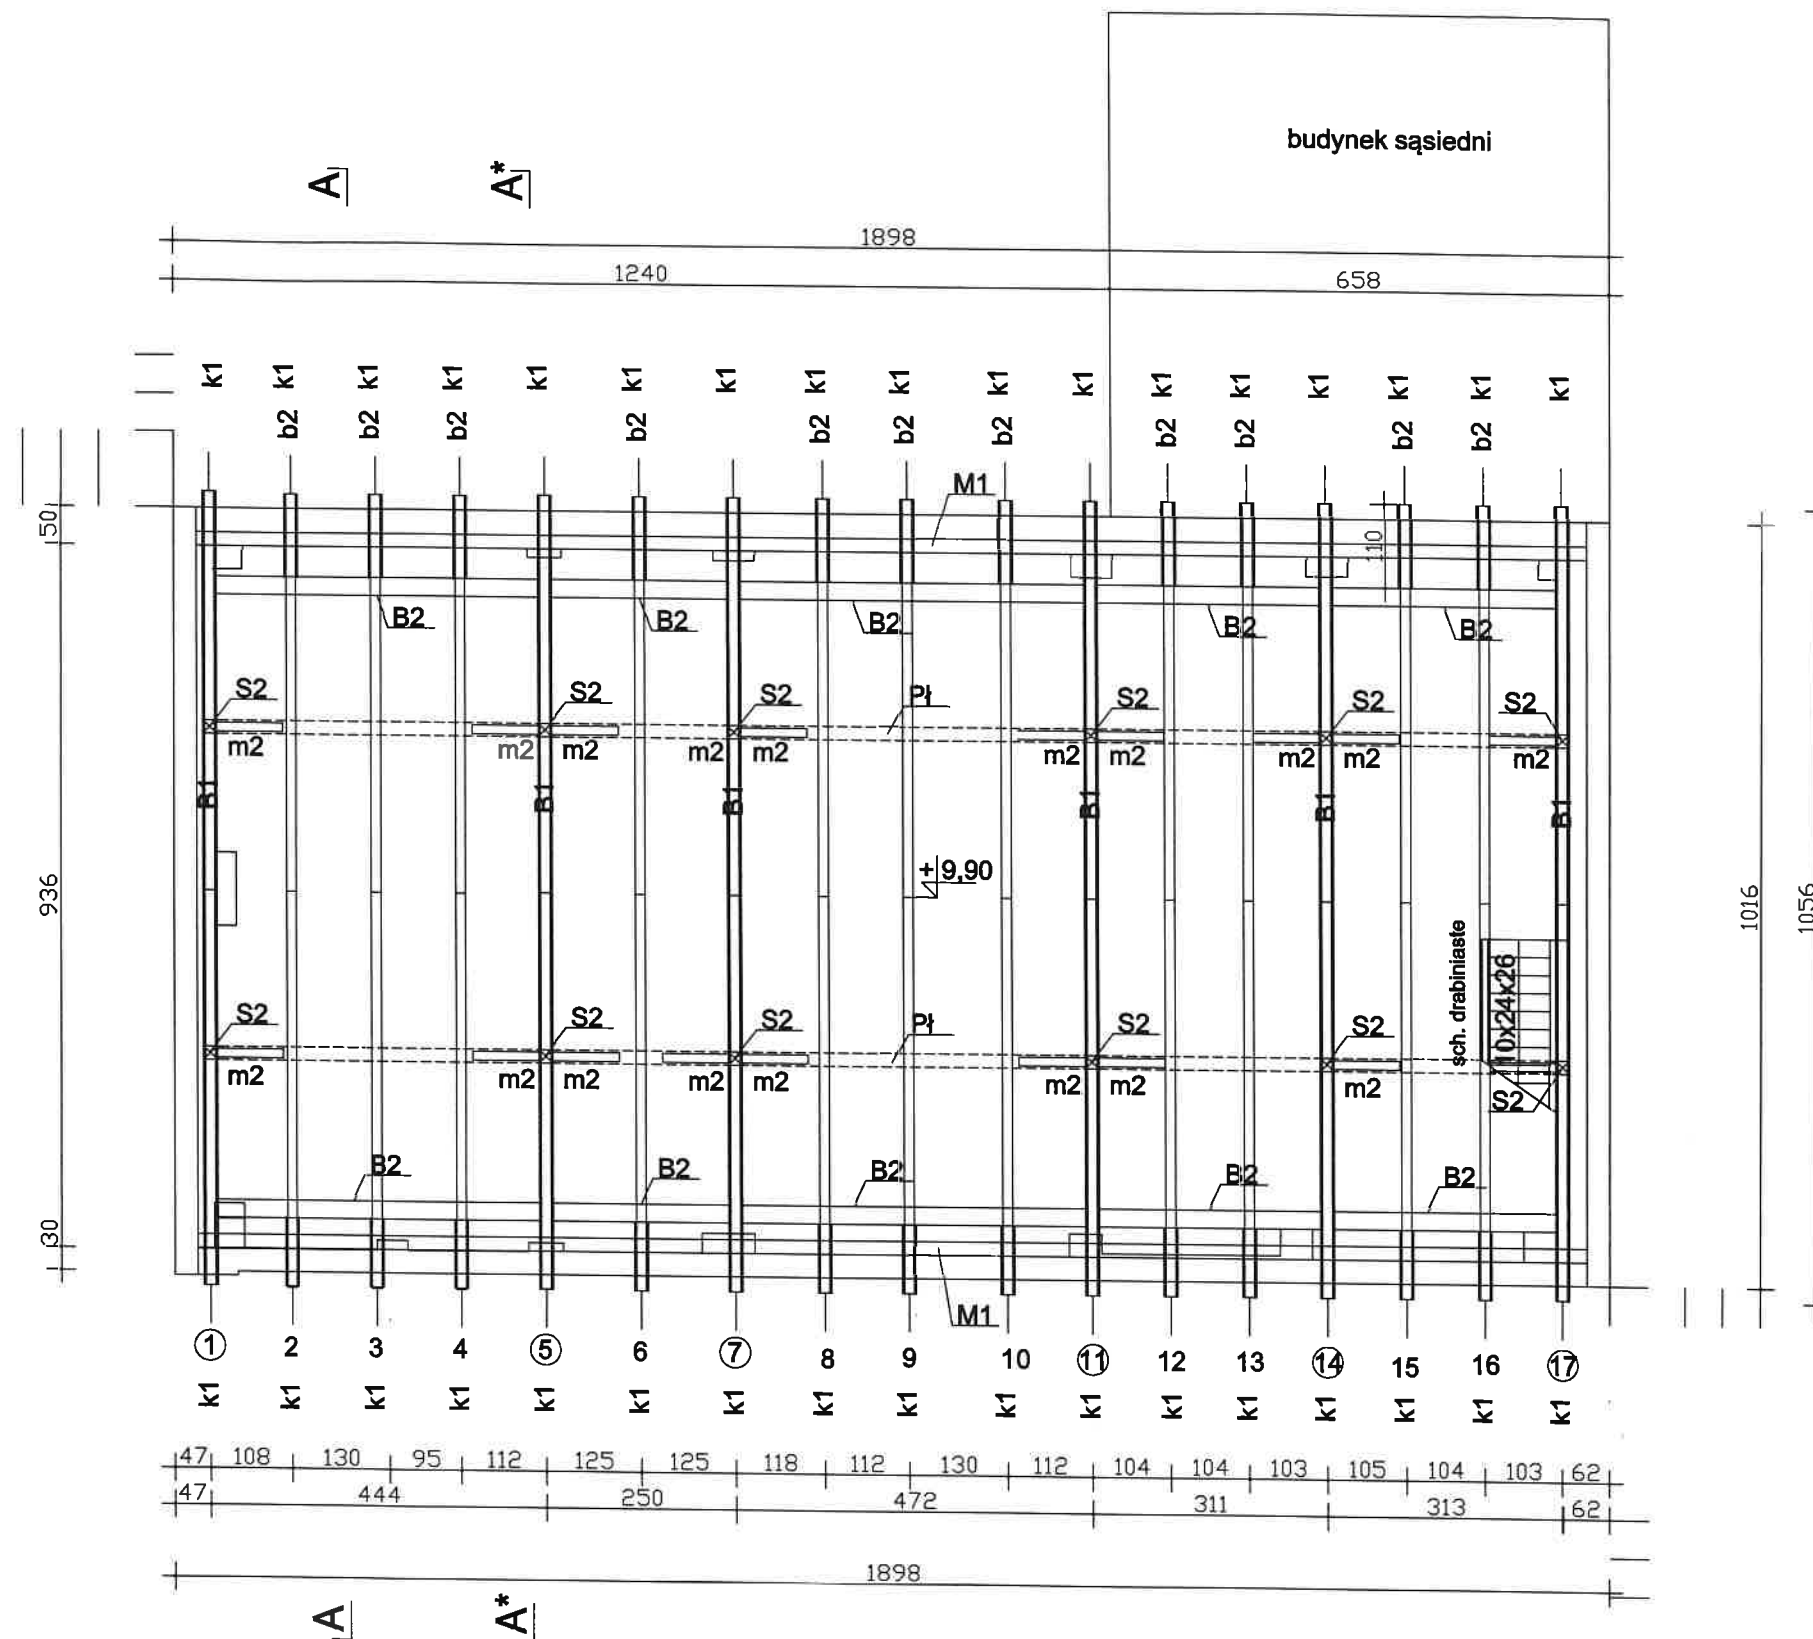 budynek sąsiedni
A A*
1898
1240 658
k1 k1 k1 k1 k1 k1 k1 k1 k1 k1 k1 k1 k1 k1 k1 k1 k1
b2 b2 b2 b2 b2 b2 b2 b2 b2 b2 b2
M1
50
110
B2 B2 B2 B2 B2
S2 S2 S2 Pł S2 S2 S2
m2 m2 m2 m2 m2 m2 m2 m2 m2 m2
B1 B1 B1 B1 B1 B1
+9,90
936
1016
1056
sch. drabiniaste
10x24x26
S2 S2 S2 Pł S2 S2
m2 m2 m2 m2 m2 m2 m2 m2
S2
B2 B2 B2 B2 B2
30
M1
1 2 3 4 5 6 7 8 9 10 11 12 13 14 15 16 17
k1 k1 k1 k1 k1 k1 k1 k1 k1 k1 k1 k1 k1 k1 k1 k1 k1
47 108 130 95 112 125 125 118 112 130 112 104 104 103 105 104 103 62
47 444 250 472 311 313 62
1898
A A*